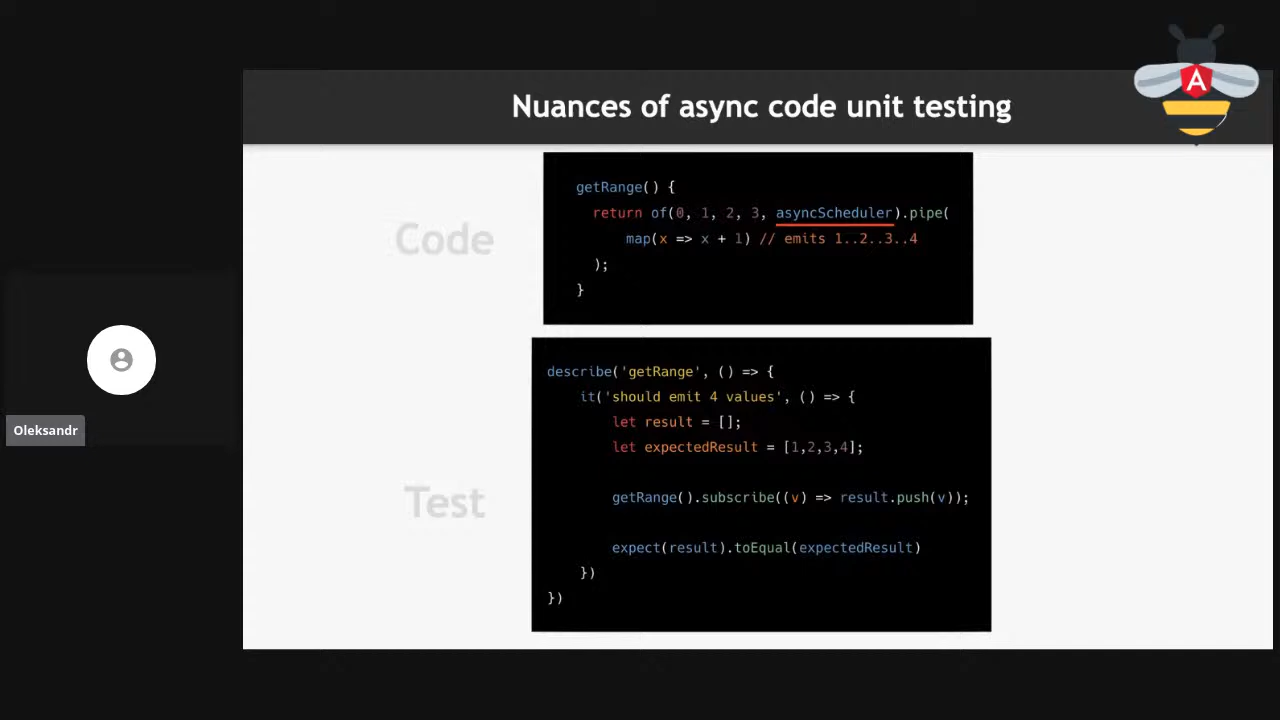 Nuances of async code unit testing
A
Code
getRange() {
return of(0, 1, 2, 3, asyncScheduler).pipe(
map(x => x + 1) // emits 1..2..3..4
);
}
Test
describe('getRange', () => {
it('should emit 4 values', () => {
let result = [];
let expectedResult = [1,2,3,4];
getRange().subscribe((v) => result.push(v));
expect(result).toEqual(expectedResult)
})
})
Oleksandr